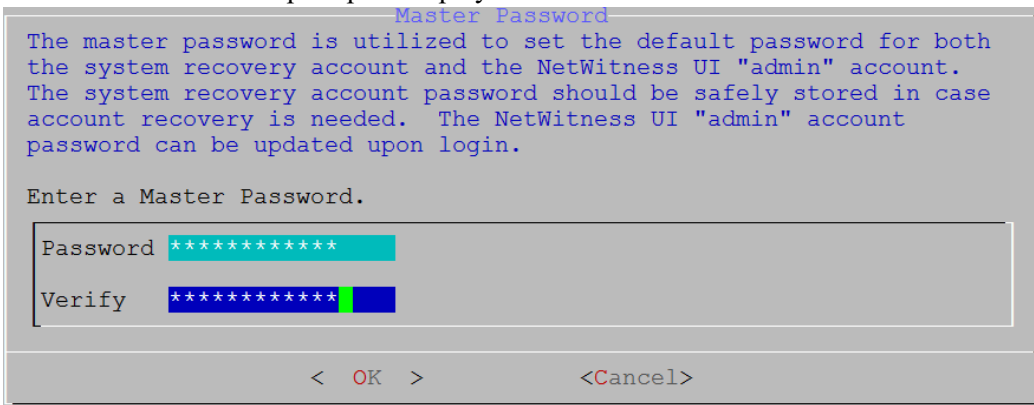 Master Password
The master password is utilized to set the default password for both
the system recovery account and the NetWitness UI "admin" account.
The system recovery account password should be safely stored in case
account recovery is needed.  The NetWitness UI "admin" account
password can be updated upon login.
Enter a Master Password.
Password ************
Verify ************
< OK > <Cancel>